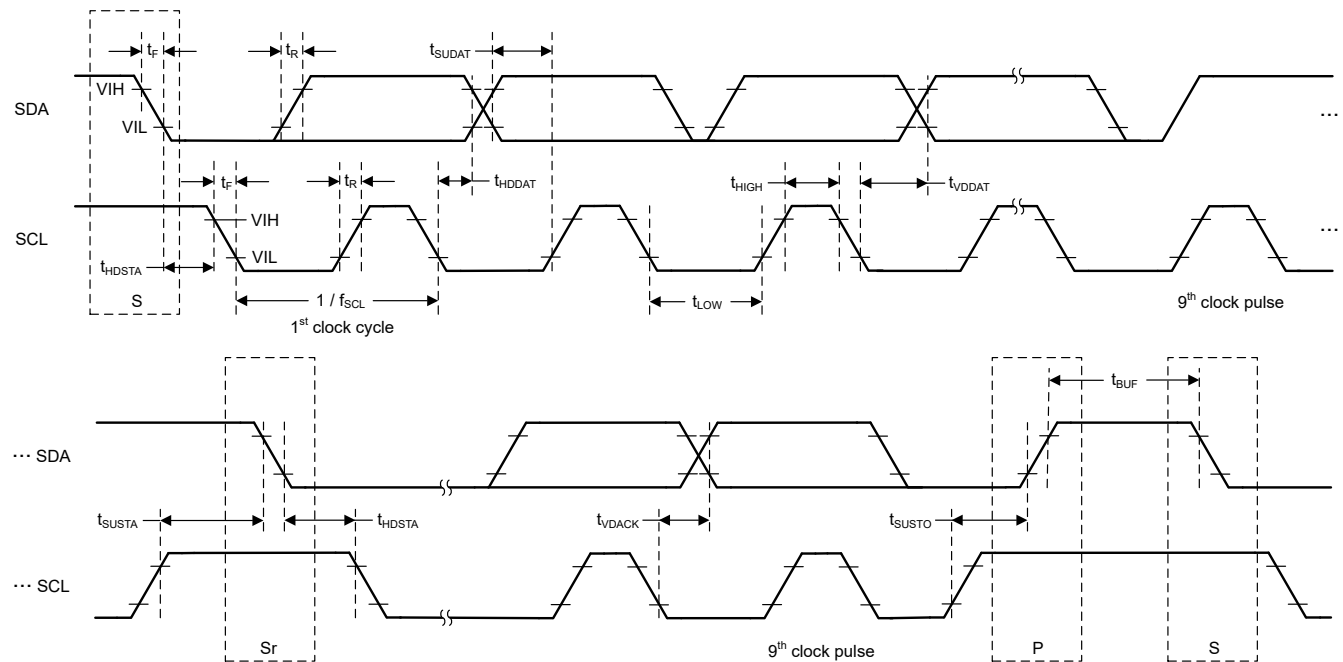 tF
tR
tSUDAT
VIH
SDA
VIL
...
tF
tR
tHDDAT
tHIGH
tVDDAT
VIH
SCL
...
VIL
tHDSTA
S
1 / fSCL
tLOW
9th clock pulse
1st clock cycle
tBUF
... SDA
tSUSTA
tHDSTA
tVDACK
tSUSTO
... SCL
Sr
9th clock pulse
P
S